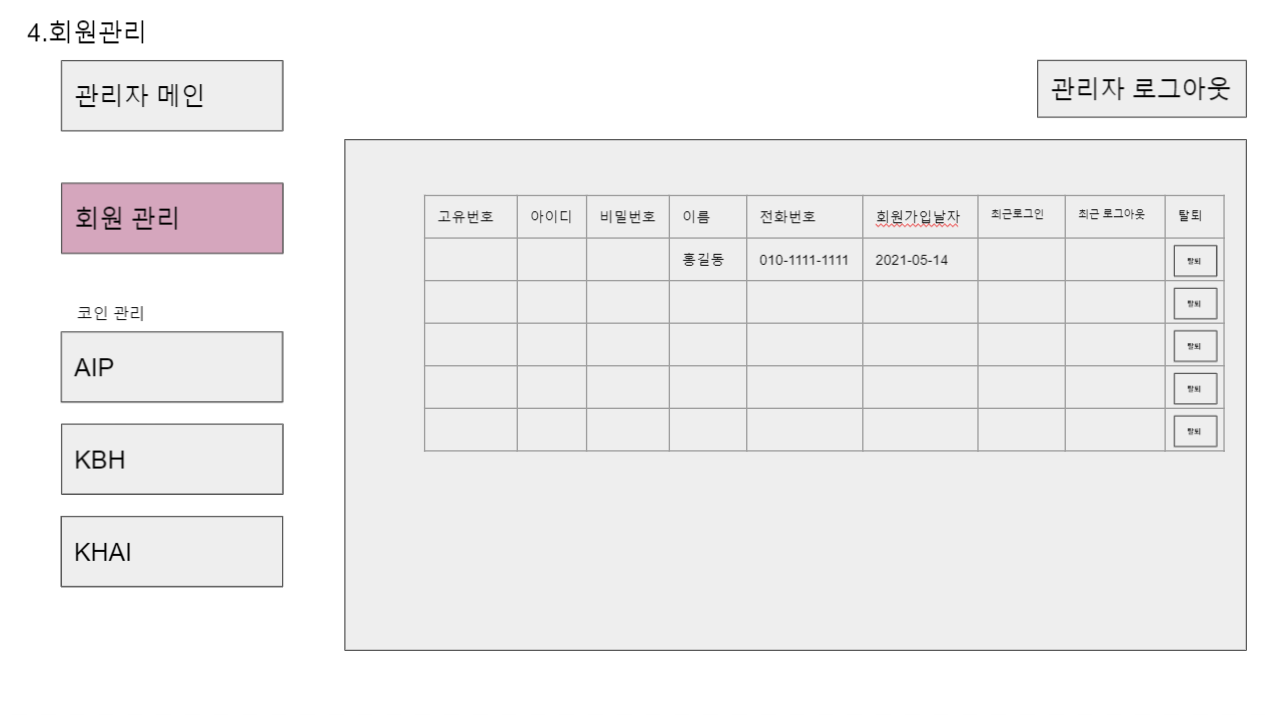 4.회원관리
관리자 메인
관리자 로그아웃
회원 관리
코인 관리
AIP
KBH
KHAI
고유번호 아이디 비밀번호 이름 전화번호 회원가입날자 최근로그인 최근 로그아웃 탈퇴
홍길동 010-1111-1111 2021-05-14 탈퇴
탈퇴
탈퇴
탈퇴
탈퇴